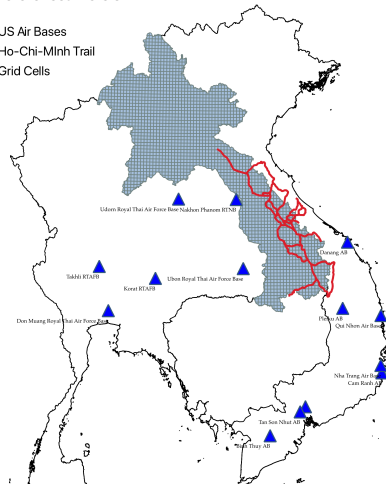 US Air Bases
Ho-Chi-MInh Trail
Grid Cells
Udorn Royal Thai Air Force Base
Nakhon Phanom RTNB
Danang AB
Takhli RTAFB
Ubon Royal Thai Air Force Base
Korat RTAFB
Don Muang Royal Thai Air Force Base
Pleiku AB
Qui Nhon Air Base
Nha Trang Air Base
Cam Ranh AB
Tan Son Nhut AB
Binh Thuy AB